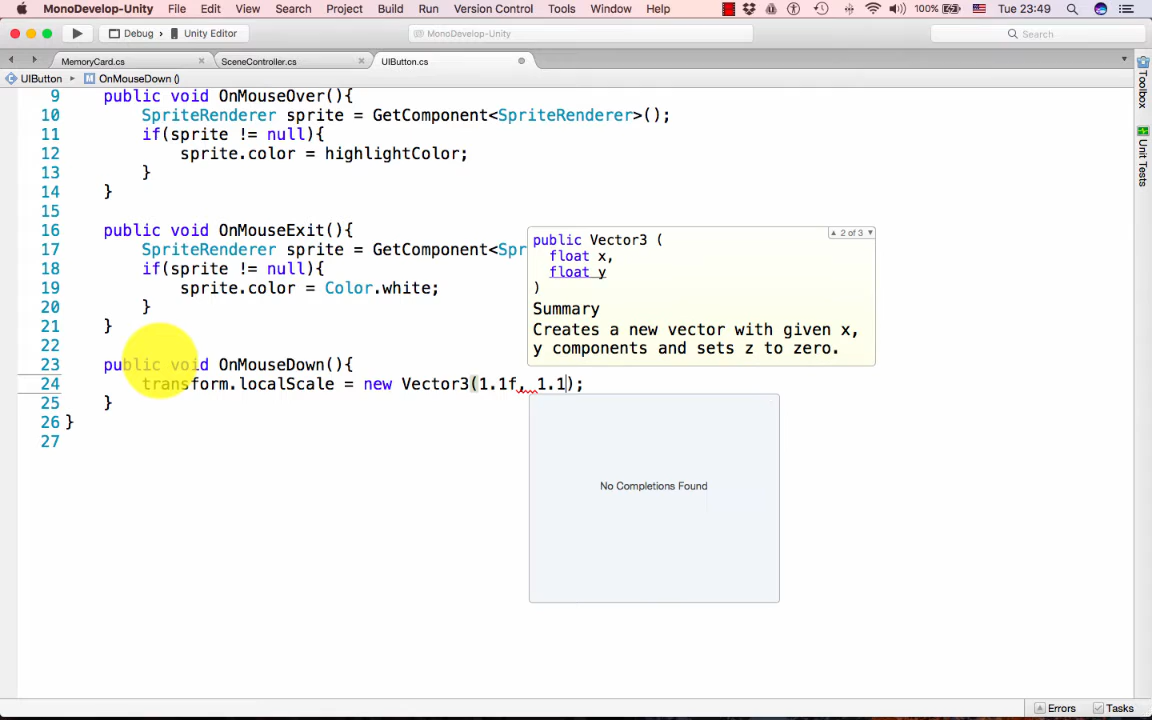 MonoDevelop-Unity File Edit View Search Project Build Run Version Control Tools Window Help 100% Tue 23:49
Debug › Unity Editor MonoDevelop-Unity Search
MemoryCard.cs × SceneController.cs × UIButton.cs
UIButton › M OnMouseDown ()
9 public void OnMouseOver(){
10 SpriteRenderer sprite = GetComponent<SpriteRenderer>();
11 if(sprite != null){
12 sprite.color = highlightColor;
13 }
14 }
15
16 public void OnMouseExit(){
17 SpriteRenderer sprite = GetComponent<Spr
18 if(sprite != null){
19 sprite.color = Color.white;
20 }
21 }
22
23 public void OnMouseDown(){
24 transform.localScale = new Vector3(1.1f, 1.1);
25 }
26 }
27
▲ 2 of 3 ▼
public Vector3 (
float x,
float y
)
Summary
Creates a new vector with given x,
y components and sets z to zero.
No Completions Found
Toolbox
Unit Tests
Errors Tasks